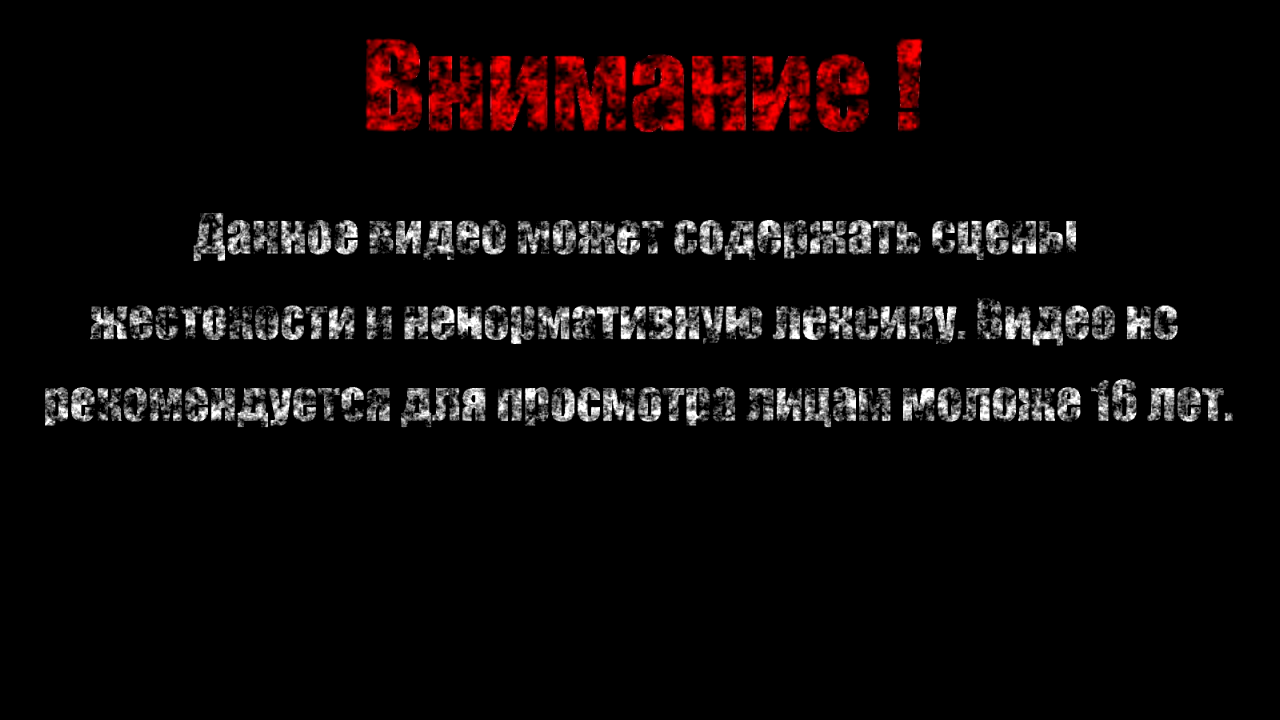 Внимание !
Данное видео может содержать сцены
жестокости и ненормативную лексику. Видео не
рекомендуется для просмотра лицам моложе 16 лет.